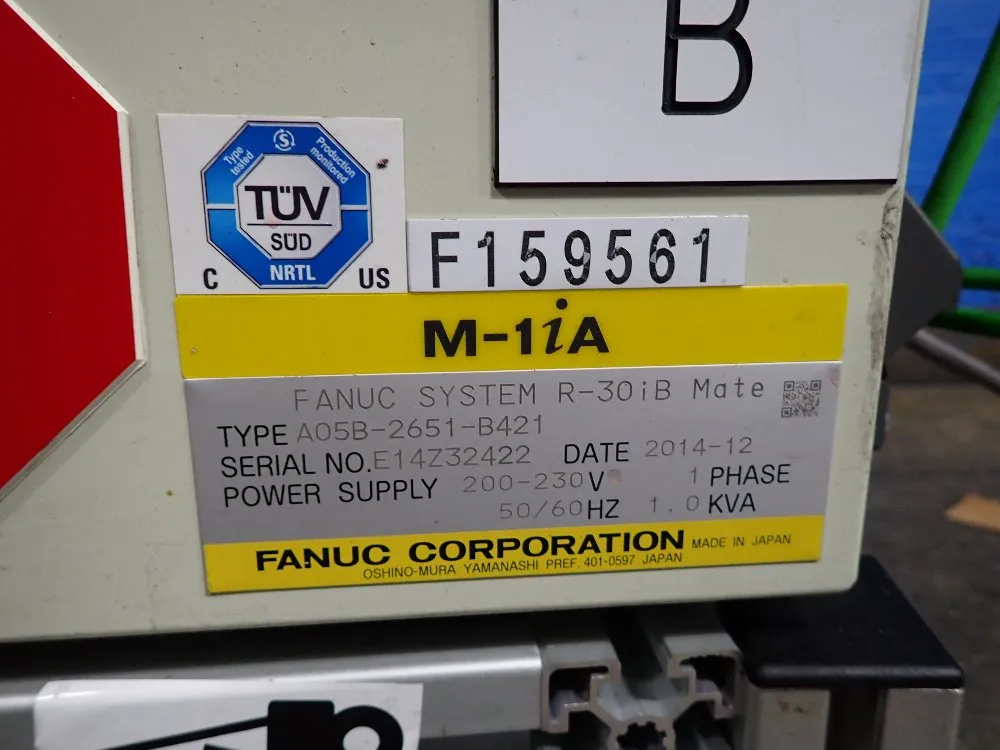 B
Type tested
Production monitored
TÜV
SÜD
NRTL
C US
F159561
M-1iA
FANUC SYSTEM R-30iB Mate
TYPE A05B-2651-B421
SERIAL NO. E14Z32422 DATE 2014-12
POWER SUPPLY 200-230V 1 PHASE
50/60HZ 1.0 KVA
FANUC CORPORATION MADE IN JAPAN
OSHINO-MURA YAMANASHI PREF. 401-0597 JAPAN